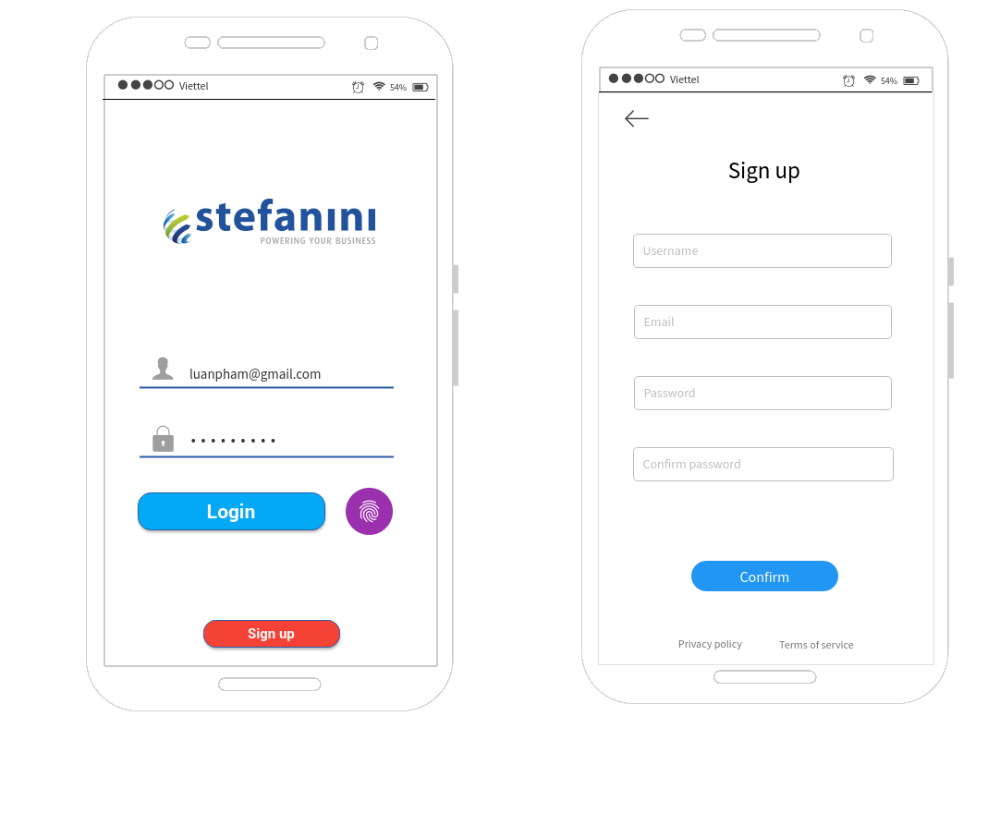 Viettel
54%
stefanini
POWERING YOUR BUSINESS
luanpham@gmail.com
•••••••••
Login
Sign up
Viettel
54%
Sign up
Username
Email
Password
Confirm password
Confirm
Privacy policy
Terms of service